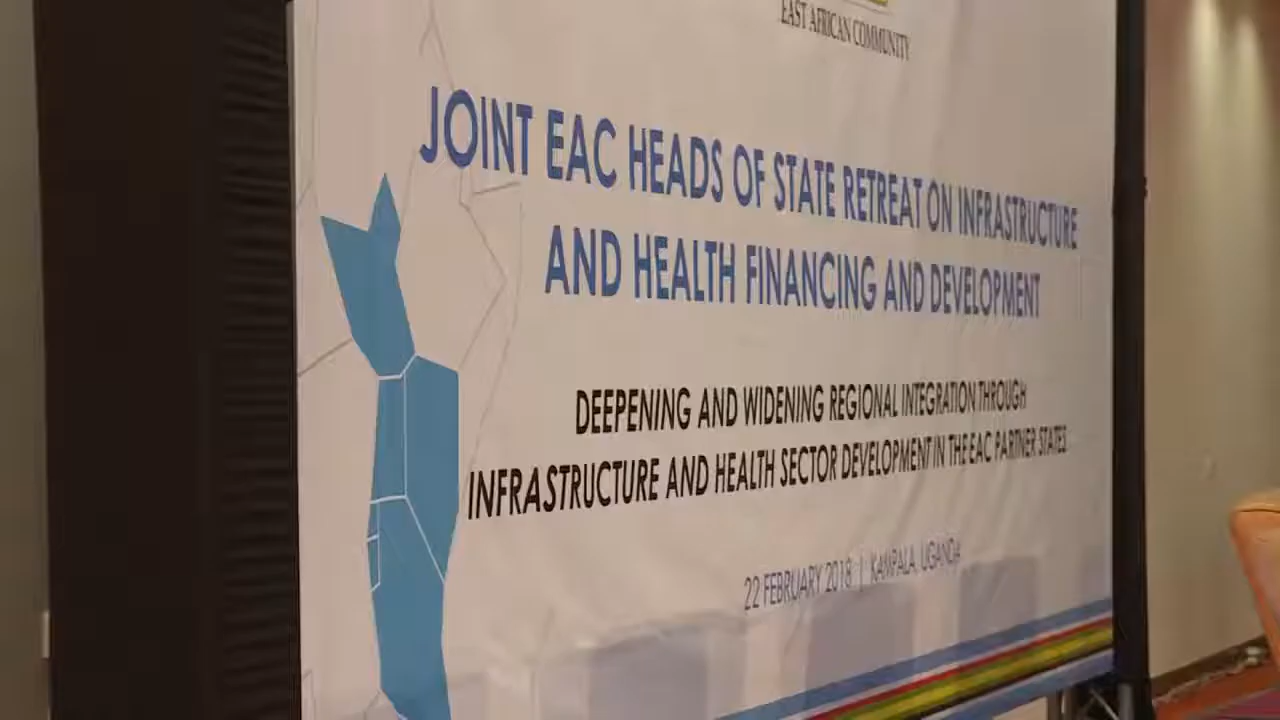 EAST AFRICAN COMMUNITY
JOINT EAC HEADS OF STATE RETREAT ON INFRASTRUCTURE
AND HEALTH FINANCING AND DEVELOPMENT
DEEPENING AND WIDENING REGIONAL INTEGRATION THROUGH
INFRASTRUCTURE AND HEALTH SECTOR DEVELOPMENT IN THE EAC PARTNER STATES
22 FEBRUARY 2018 | KAMPALA, UGANDA